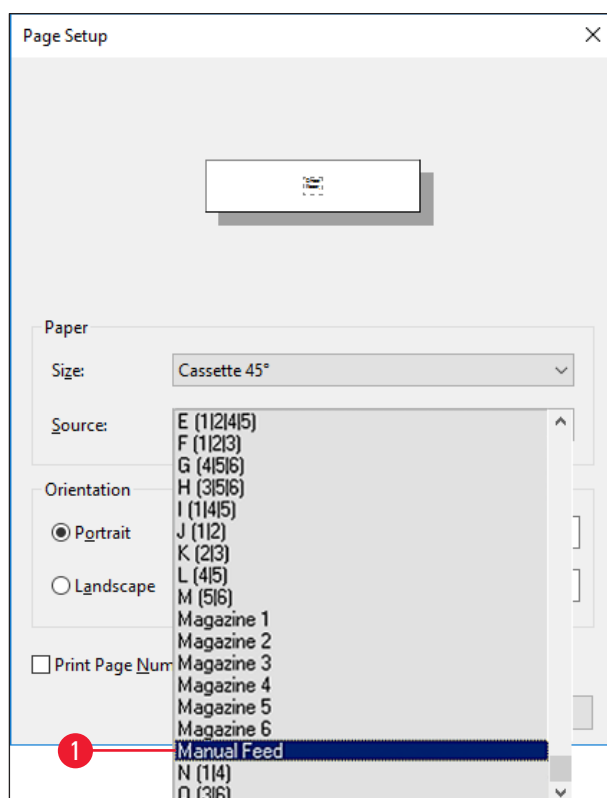 Page Setup
Paper
Size: Cassette 45°
Source:
E (1|2|4|5)
F (1|2|3)
G (4|5|6)
H (3|5|6)
Orientation
I (1|4|5)
Portrait
J (1|2)
K (2|3)
L (4|5)
Landscape
M (5|6)
Magazine 1
Magazine 2
Print Page Num
Magazine 3
Magazine 4
Magazine 5
Magazine 6
1
Manual Feed
N (1|4)
O (3|6)